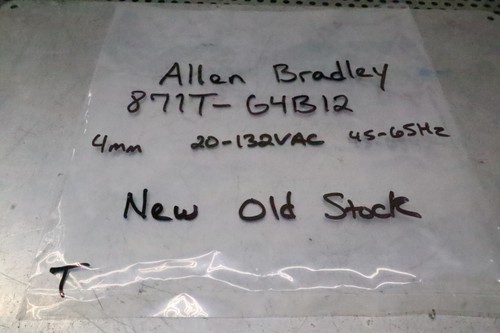 Allen Bradley
871T-G4B12
4mm 20-132VAC 45-65Hz
New Old Stock
T